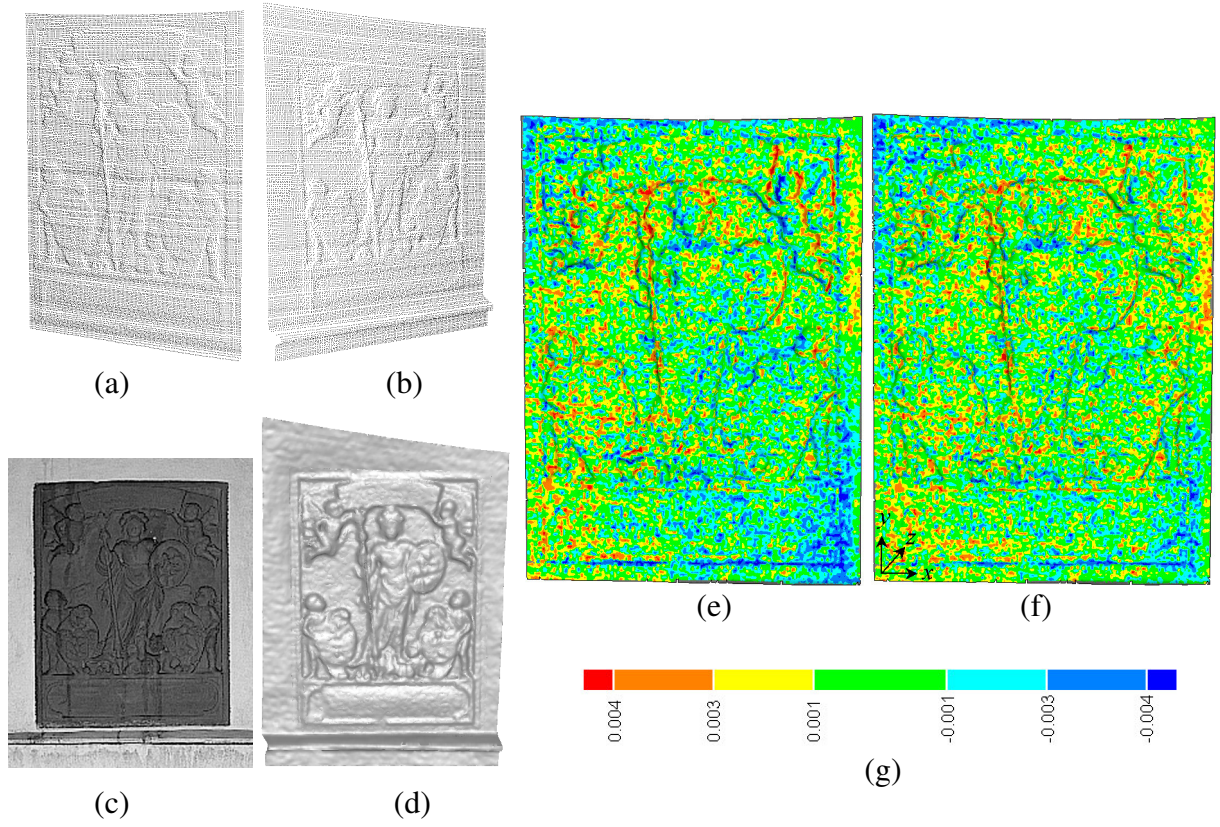 (a)
(b)
(c)
(d)
(e)
(f)
y
z
x
0.004
0.003
0.001
-0.001
-0.003
-0.004
(g)